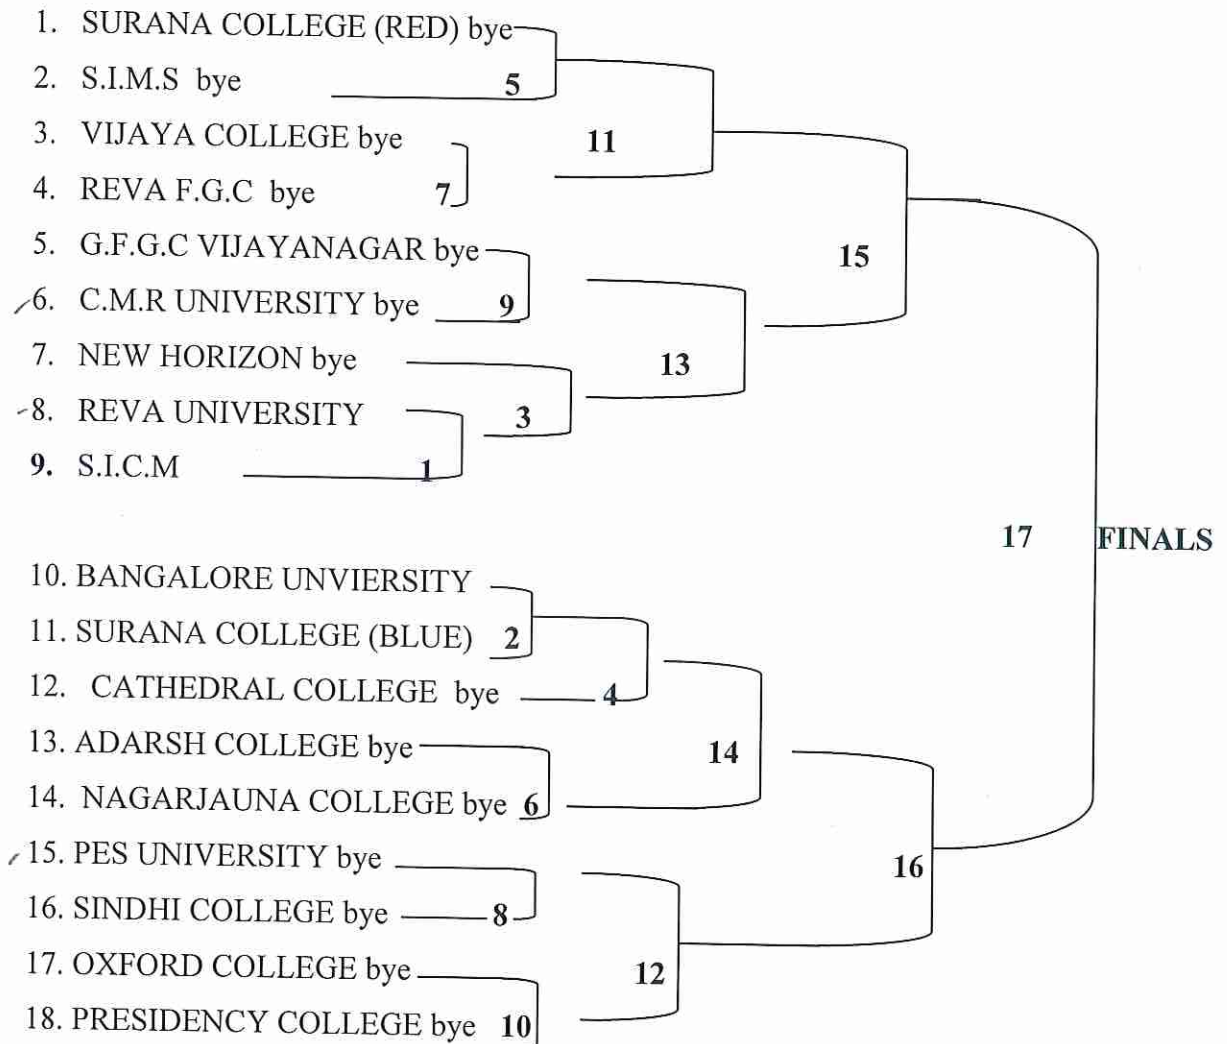 1. SURANA COLLEGE (RED) bye
2. S.I.M.S bye 5
3. VIJAYA COLLEGE bye 11
4. REVA F.G.C bye 7
5. G.F.G.C VIJAYANAGAR bye 15
6. C.M.R UNIVERSITY bye 9
7. NEW HORIZON bye 13
8. REVA UNIVERSITY 3
9. S.I.C.M 1
17 FINALS
10. BANGALORE UNVIERSITY
11. SURANA COLLEGE (BLUE) 2
12. CATHEDRAL COLLEGE bye 4
13. ADARSH COLLEGE bye 14
14. NAGARJAUNA COLLEGE bye 6
15. PES UNIVERSITY bye 16
16. SINDHI COLLEGE bye 8
17. OXFORD COLLEGE bye 12
18. PRESIDENCY COLLEGE bye 10